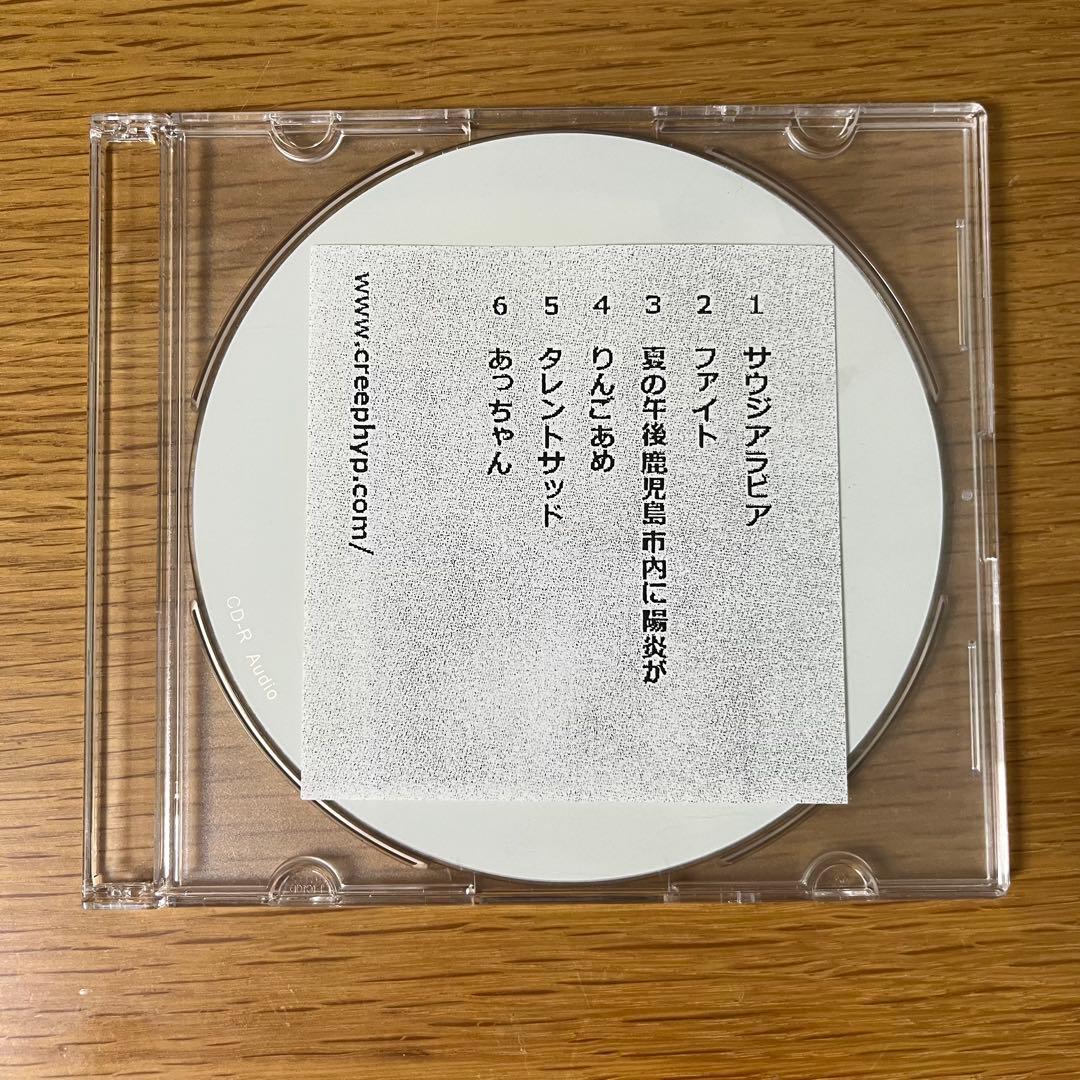 1 サウジアラビア
2 ファイト
3 夏の午後鹿児島市内に陽炎が
4 りんごあめ
5 タレントサッド
6 あっちゃん
www.creephyp.com/
CD-R Audio